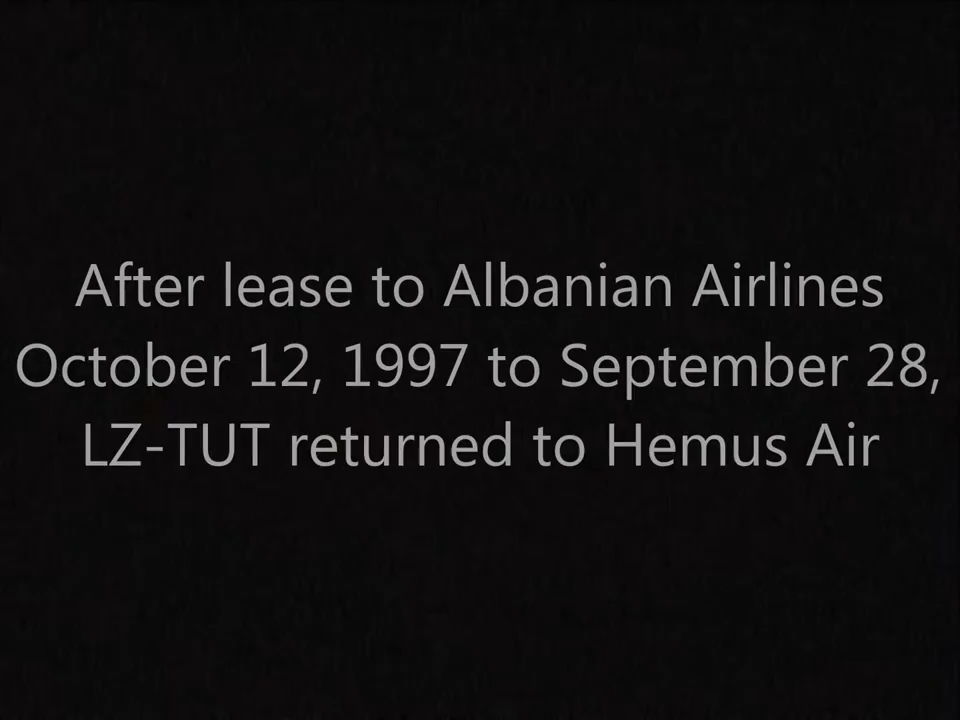 After lease to Albanian Airlines
October 12, 1997 to September 28,
LZ-TUT returned to Hemus Air